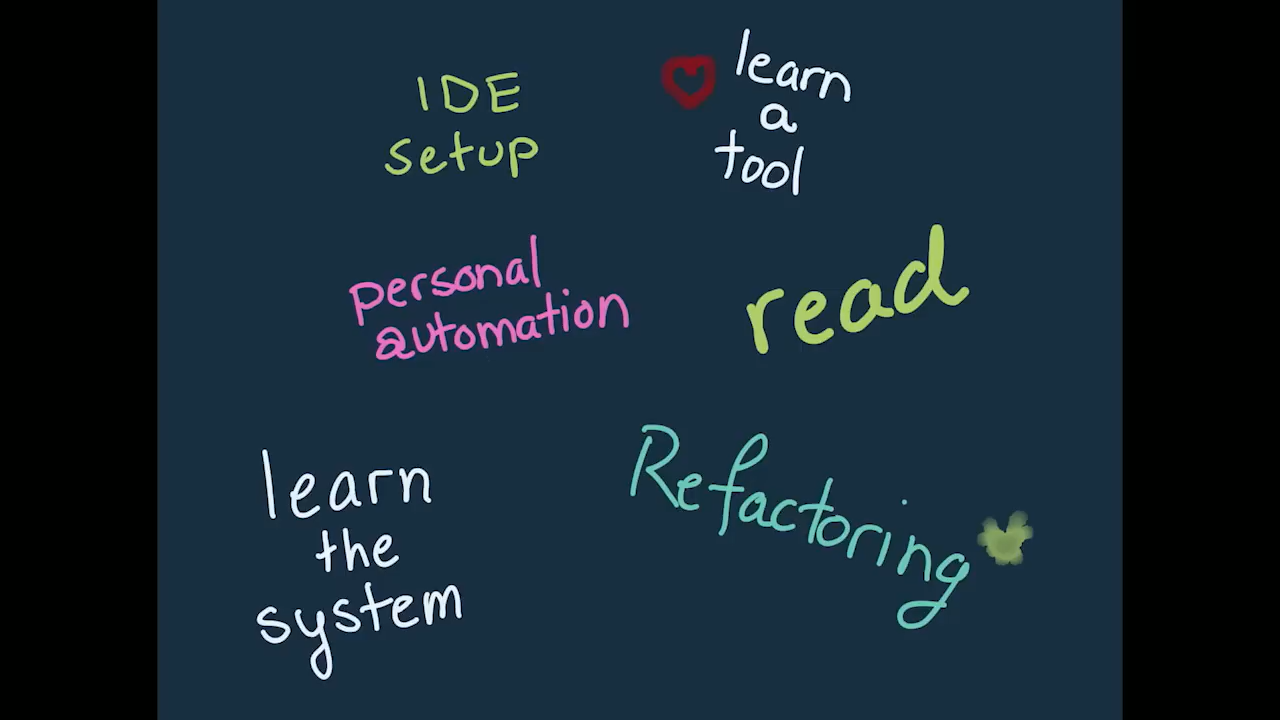 IDE
setup
learn
a
tool
personal
automation
read
learn
the
system
Refactoring